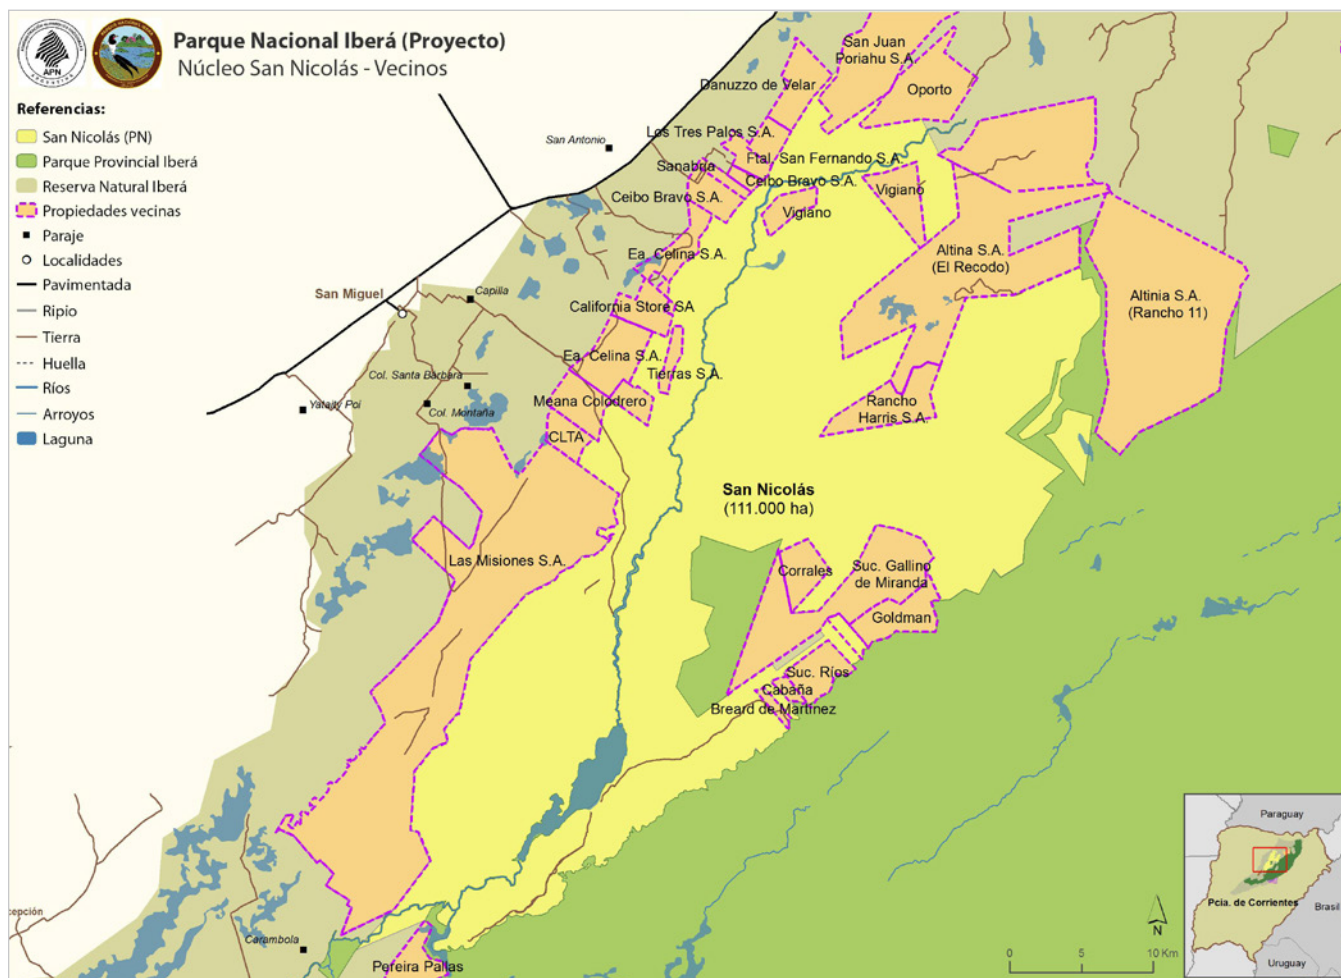 Parque Nacional Iberá (Proyecto)
Núcleo San Nicolás - Vecinos
APN
Referencias:
San Nicolás (PN)
Parque Provincial Iberá
Reserva Natural Iberá
Propiedades vecinas
Paraje
Localidades
Pavimentada
Ripio
Tierra
Huella
Ríos
Arroyos
Laguna
San Juan
Poriahu S.A.
Danuzzo de Velar
Oporto
San Antonio
Los Tres Palos S.A.
Sanabria
Ftal. San Fernando S.A.
Ceibo Bravo S.A.
Ceibo Bravo S.A.
Vigiano
Vigiano
Ea. Celina S.A.
Altina S.A.
(El Recodo)
Altinia S.A.
(Rancho 11)
San Miguel
Capilla
California Store SA
Ea. Celina S.A.
Tierras S.A.
Col. Santa Bárbara
Yataity Poi
Col. Montaña
Meana Colodrero
Rancho
Harris S.A.
CLTA
San Nicolás
(111.000 ha)
Las Misiones S.A.
Corrales
Suc. Gallino
de Miranda
Goldman
Suc. Ríos
Cabaña
Breard de Martínez
cepción
Carambola
Pereira Pallas
N
0 5 10 Km
Paraguay
Pcia. de Corrientes
Brasil
Uruguay